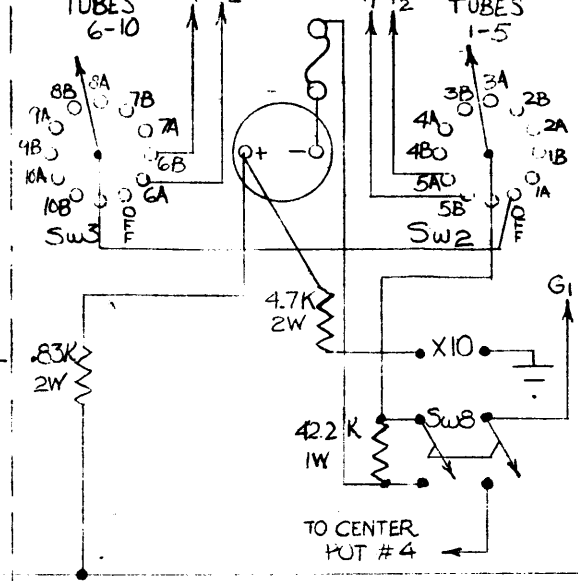 TUBES
6-10
TUBES
1-5
8B
8A
7B
9A
7A
9B
6B
10A
6A
10B
OFF
SW3
+
-
3B
3A
2B
4A
2A
4B
1B
5A
1A
5B
OFF
SW2
G1
4.7K
2W
X10
.83K
2W
42.2 K
1W
SW8
TO CENTER
POT #4